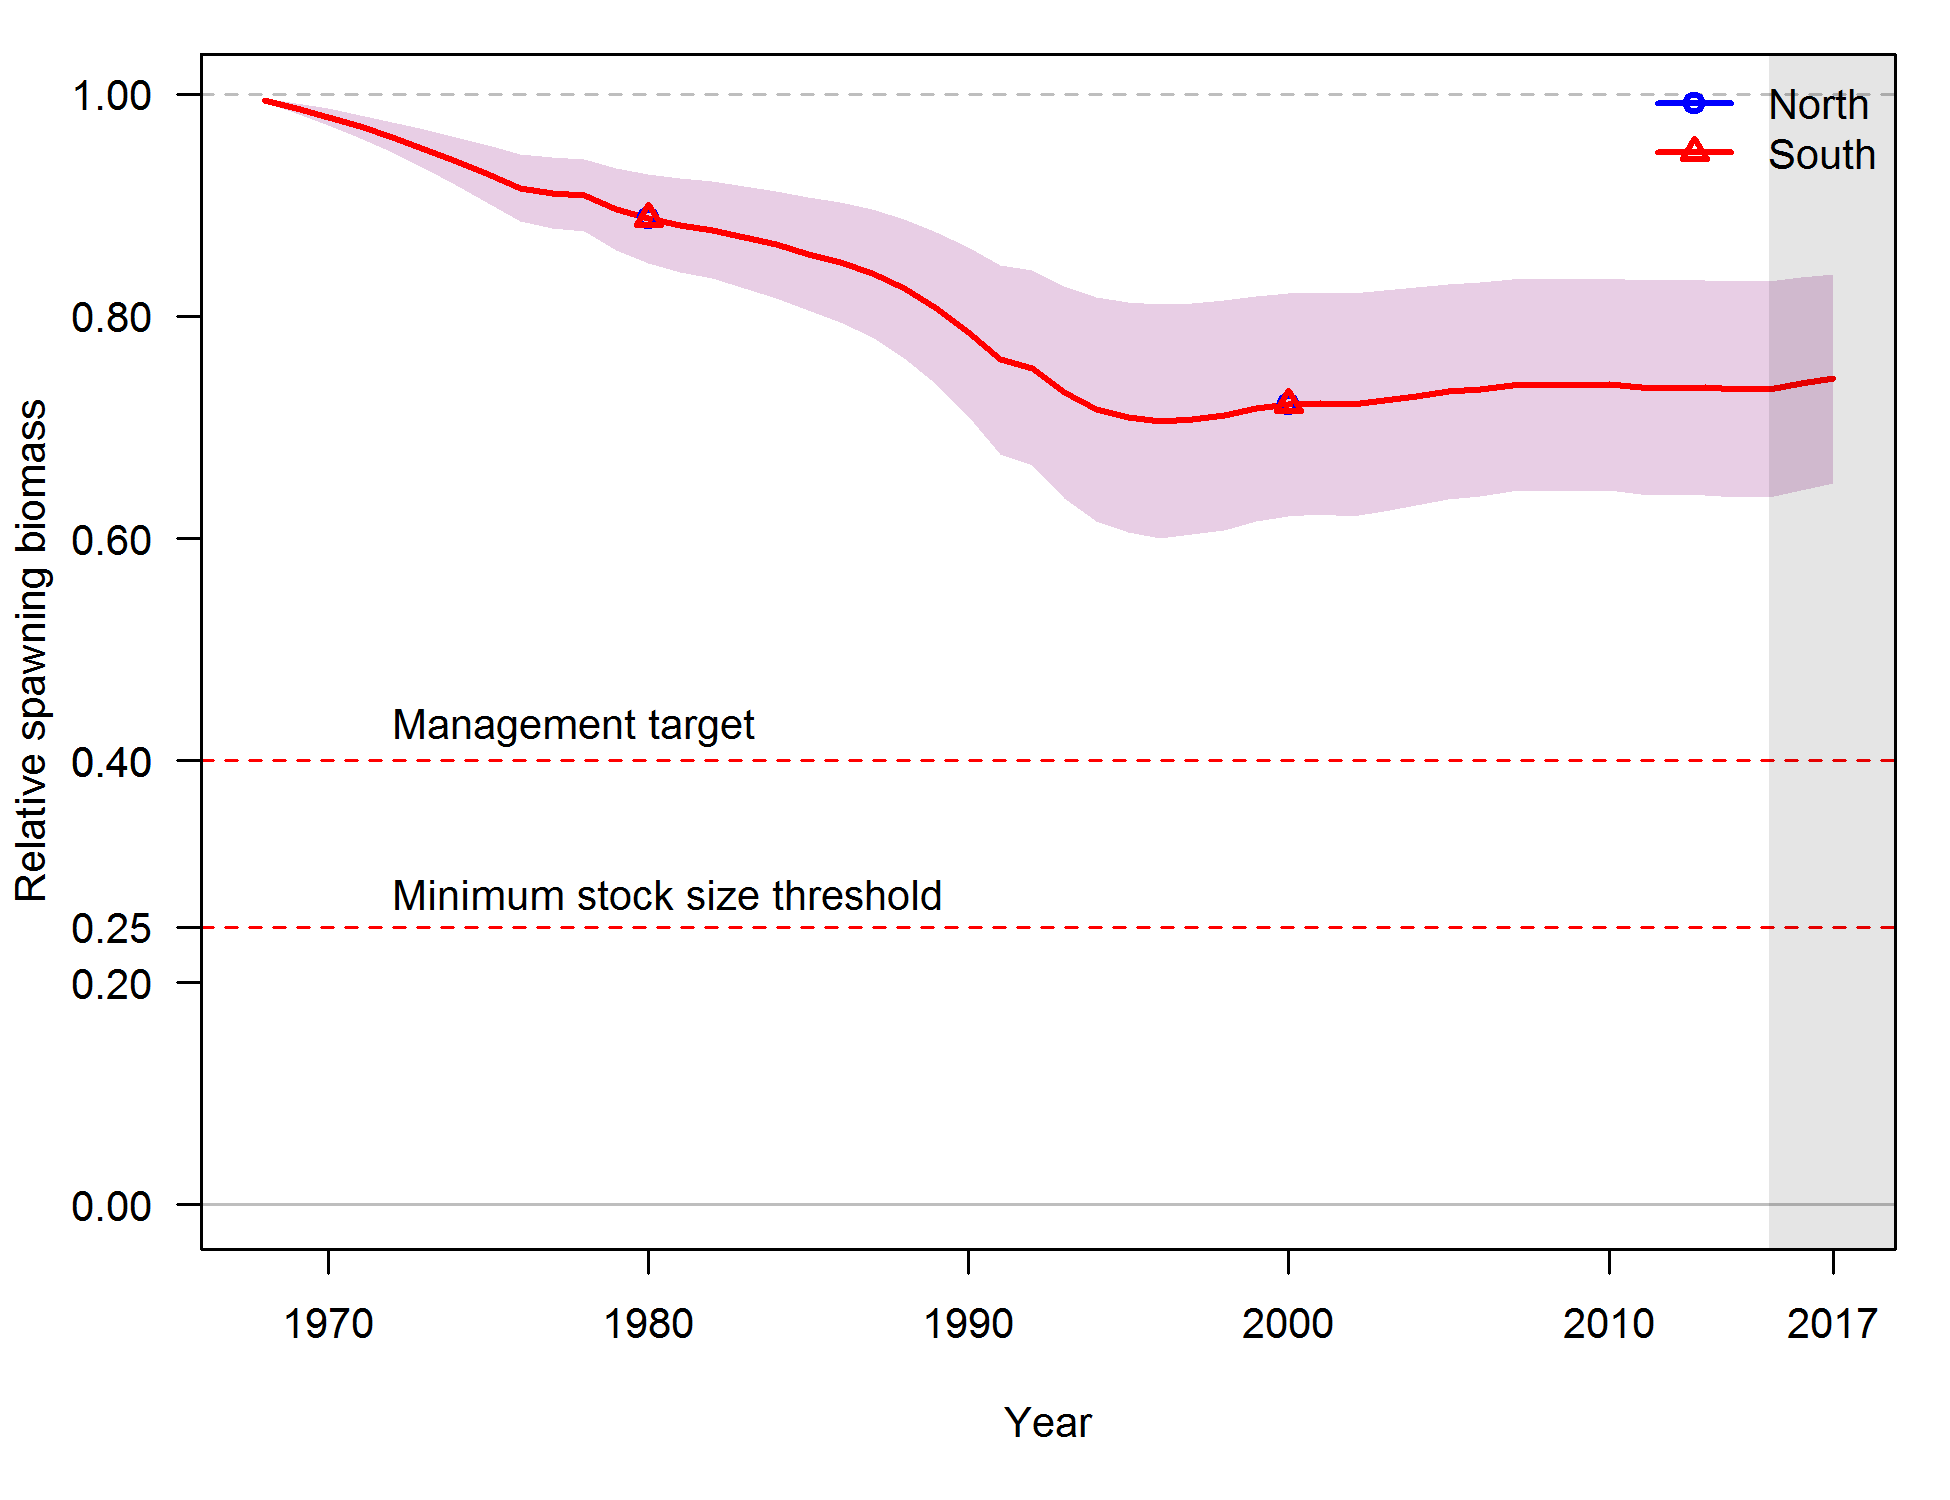 1.00
0.80
0.60
0.40
0.25
0.20
0.00
Relative spawning biomass
North
South
Management target
Minimum stock size threshold
1970 1980 1990 2000 2010 2017
Year